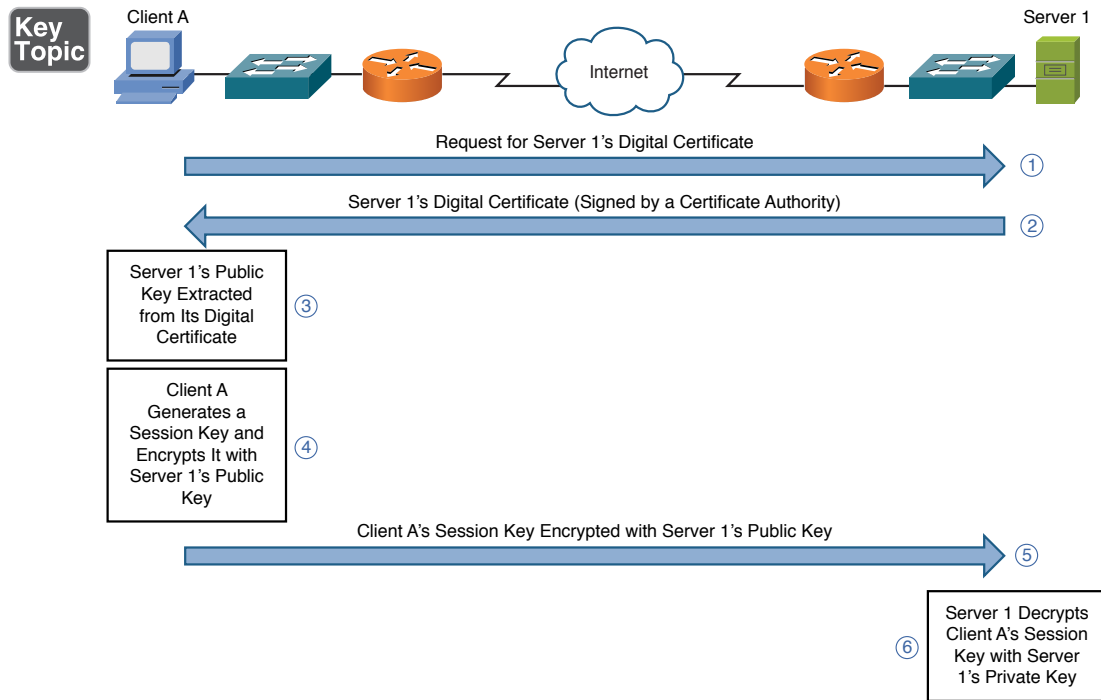 Key
Topic
Client A
Server 1
Internet
Request for Server 1’s Digital Certificate
1
Server 1’s Digital Certificate (Signed by a Certificate Authority)
2
Server 1’s Public
Key Extracted
from Its Digital
Certificate
3
Client A
Generates a
Session Key and
Encrypts It with
Server 1’s Public
Key
4
Client A’s Session Key Encrypted with Server 1’s Public Key
5
Server 1 Decrypts
Client A’s Session
Key with Server
1’s Private Key
6